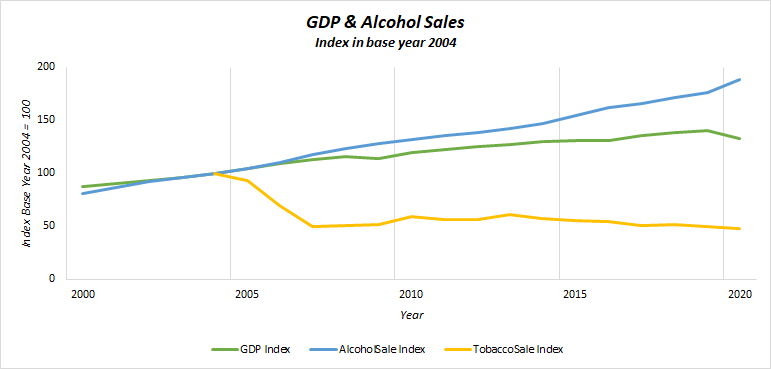 GDP & Alcohol Sales
Index in base year 2004
200
150
100
50
0
Index Base Year 2004 = 100
2000 2005 2010 2015 2020
Year
GDP Index AlcoholSale Index TobaccoSale Index